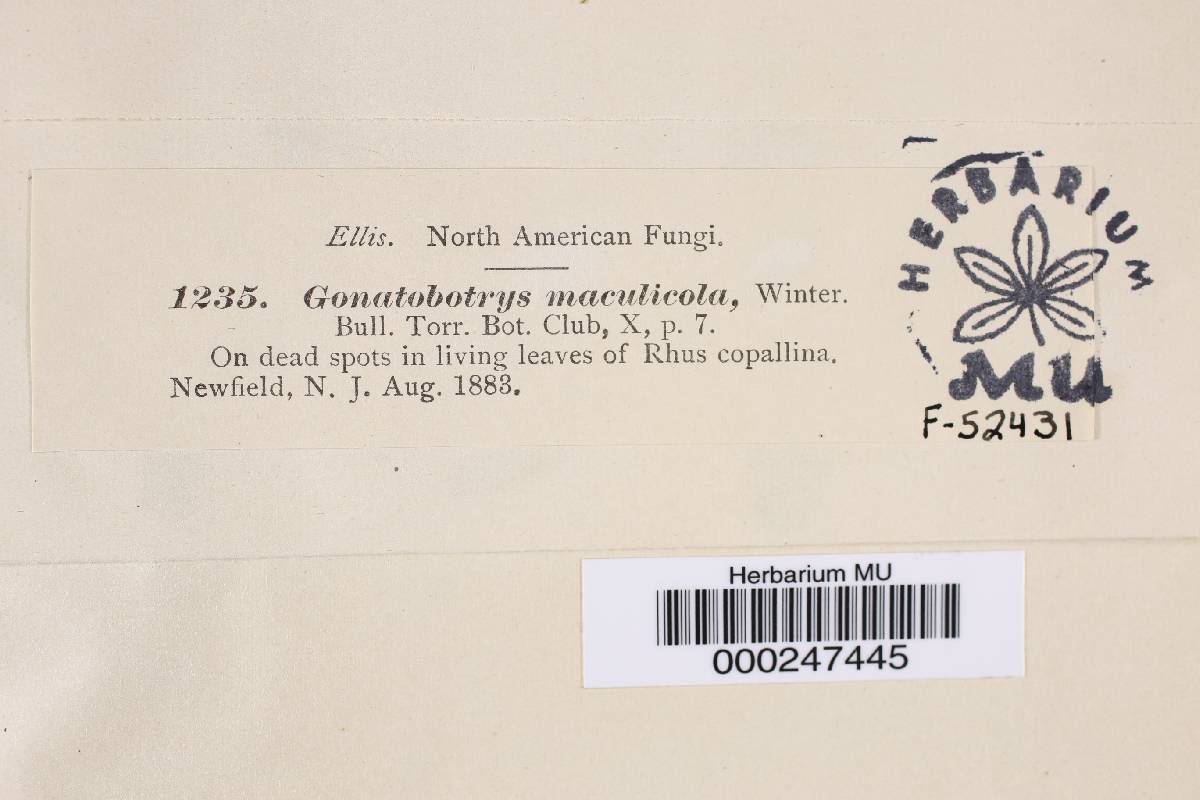 Ellis. North American Fungi.
1235. Gonatobotrys maculicola, Winter.
Bull. Torr. Bot. Club, X, p. 7.
On dead spots in living leaves of Rhus copallina.
Newfield, N. J. Aug. 1883.
HERBARIUM
MU
F-52431
Herbarium MU
000247445